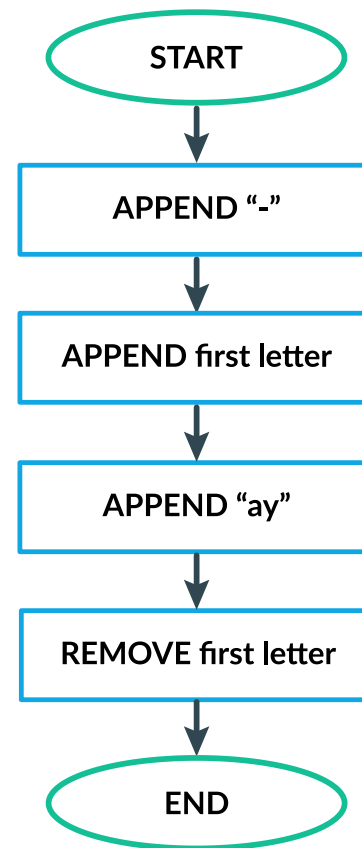 START
APPEND “-”
APPEND first letter
APPEND “ay”
REMOVE first letter
END